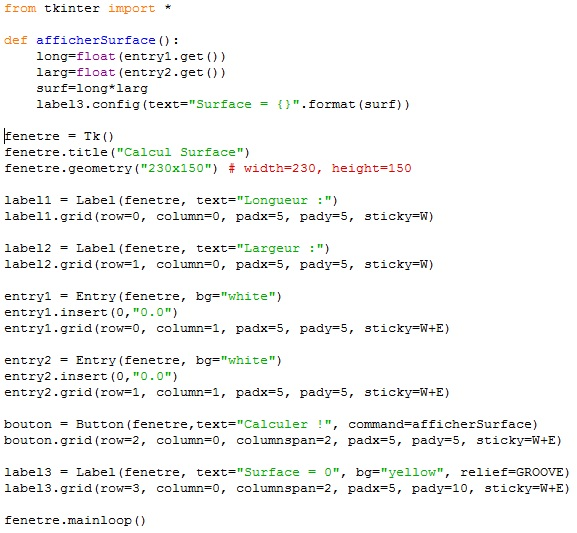 from tkinter import *

def afficherSurface():
    long=float(entry1.get())
    larg=float(entry2.get())
    surf=long*larg
    label3.config(text="Surface = {}".format(surf))

fenetre = Tk()
fenetre.title("Calcul Surface")
fenetre.geometry("230x150") # width=230, height=150

label1 = Label(fenetre, text="Longueur :")
label1.grid(row=0, column=0, padx=5, pady=5, sticky=W)

label2 = Label(fenetre, text="Largeur :")
label2.grid(row=1, column=0, padx=5, pady=5, sticky=W)

entry1 = Entry(fenetre, bg="white")
entry1.insert(0,"0.0")
entry1.grid(row=0, column=1, padx=5, pady=5, sticky=W+E)

entry2 = Entry(fenetre, bg="white")
entry2.insert(0,"0.0")
entry2.grid(row=1, column=1, padx=5, pady=5, sticky=W+E)

bouton = Button(fenetre,text="Calculer !", command=afficherSurface)
bouton.grid(row=2, column=0, columnspan=2, padx=5, pady=5, sticky=W+E)

label3 = Label(fenetre, text="Surface = 0", bg="yellow", relief=GROOVE)
label3.grid(row=3, column=0, columnspan=2, padx=5, pady=10, sticky=W+E)

fenetre.mainloop()